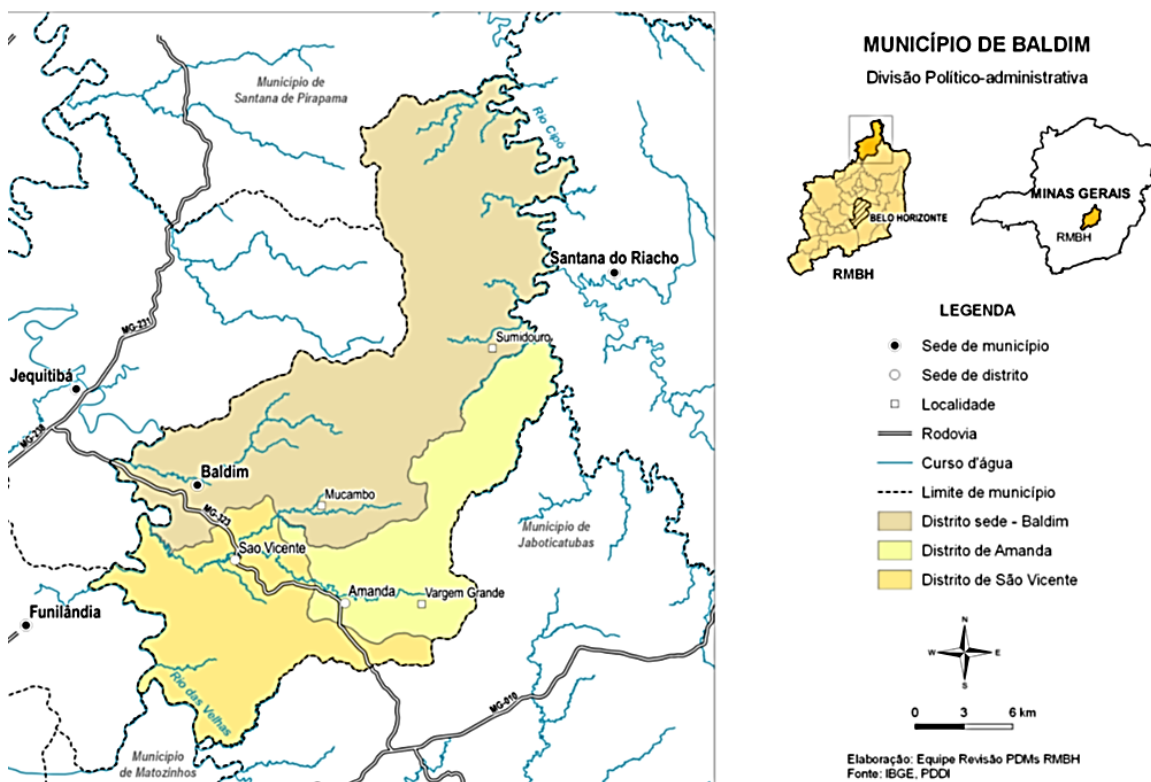 Município de
Santana de Pirapama
Rio Cipó
Santana do Riacho
MG-231
Sumidouro
Jequitibá
MG-238
Baldim
Mucambo
MG-323
Município de
Jaboticatubas
Sao Vicente
Amanda
Vargem Grande
Funilândia
Rio das Velhas
MG-010
Município
de Matozinhos
MUNICÍPIO DE BALDIM
Divisão Político-administrativa
BELO HORIZONTE
RMBH
MINAS GERAIS
RMBH
LEGENDA
Sede de município
Sede de distrito
Localidade
Rodovia
Curso d'água
Limite de município
Distrito sede - Baldim
Distrito de Amanda
Distrito de São Vicente
N
W
E
S
0 3 6 km
Elaboração: Equipe Revisão PDMs RMBH
Fonte: IBGE, PDDI